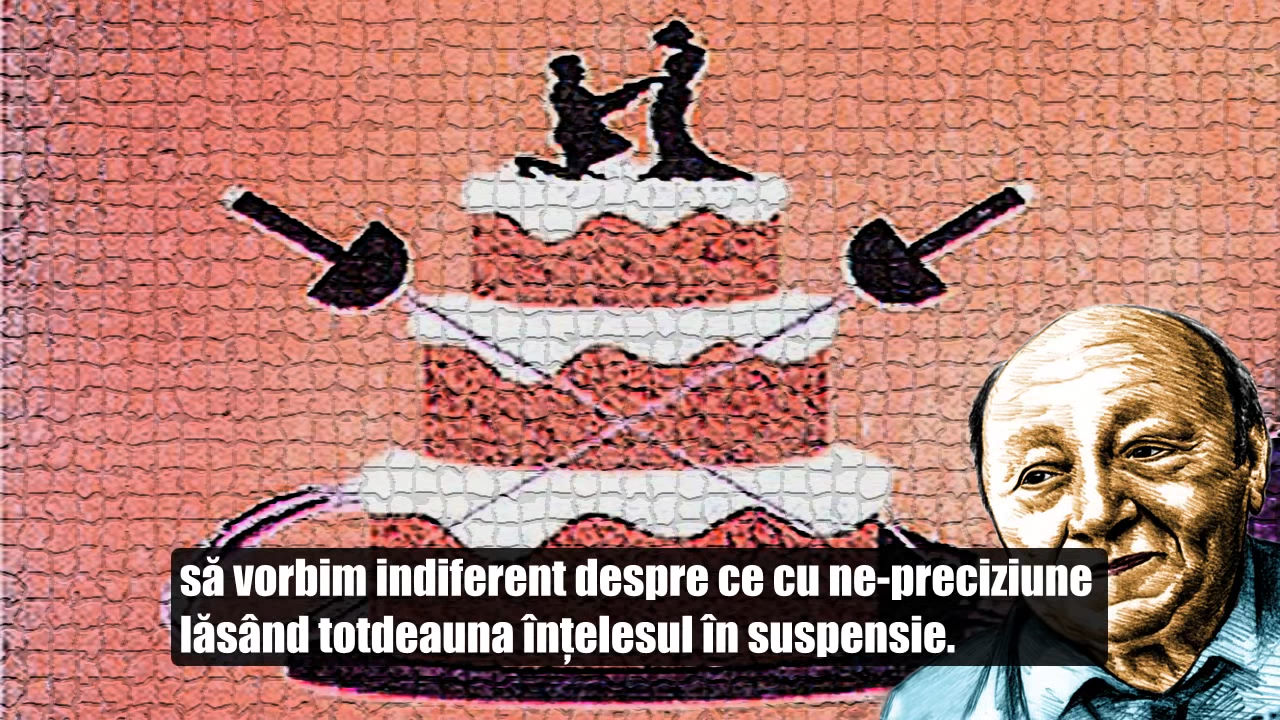 să vorbim indiferent despre ce cu ne-preciziune
lăsând totdeauna înțelesul în suspensie.